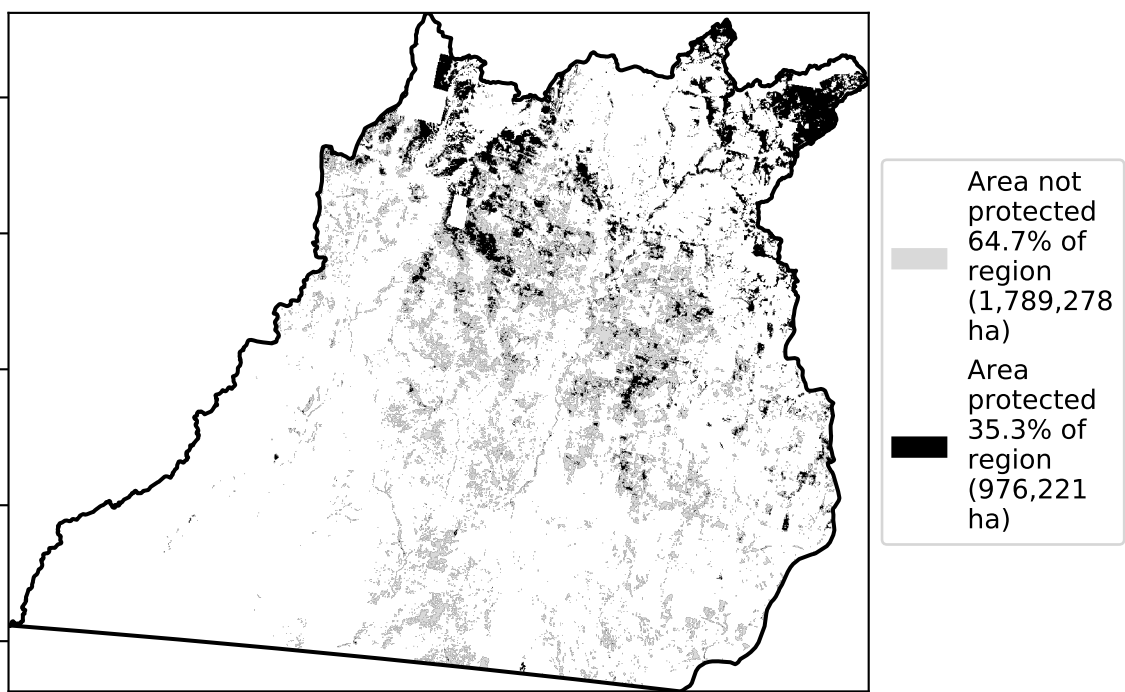 Area not
protected
64.7% of
region
(1,789,278
ha)
Area
protected
35.3% of
region
(976,221
ha)